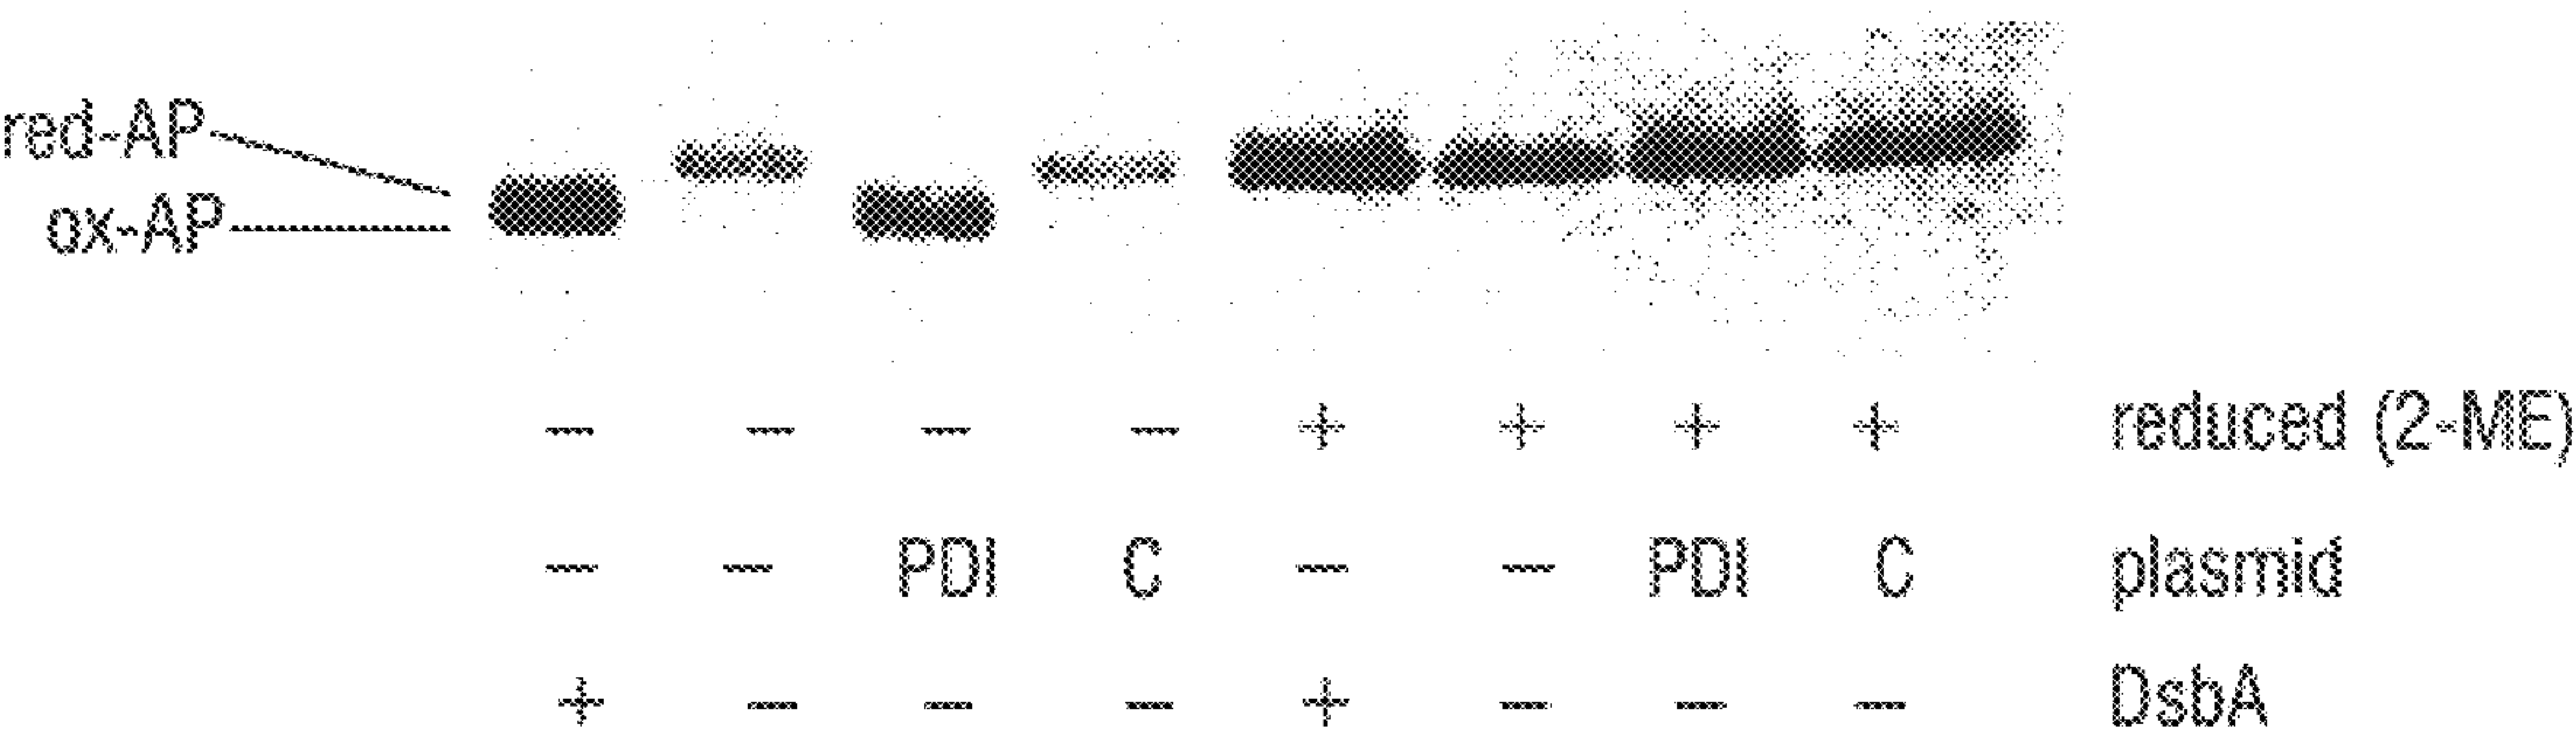 red-AP
ox-AP
– – – – + + + + reduced (2-ME)
– – PDI C – – PDI C plasmid
+ – – – + – – – DsbA